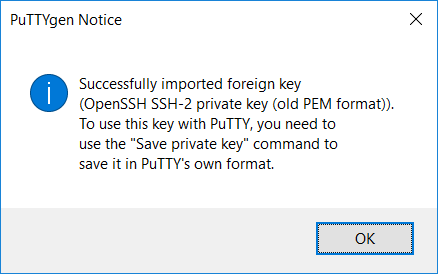 PuTTYgen Notice
Successfully imported foreign key
(OpenSSH SSH-2 private key (old PEM format)).
To use this key with PuTTY, you need to
use the "Save private key" command to
save it in PuTTY's own format.
OK